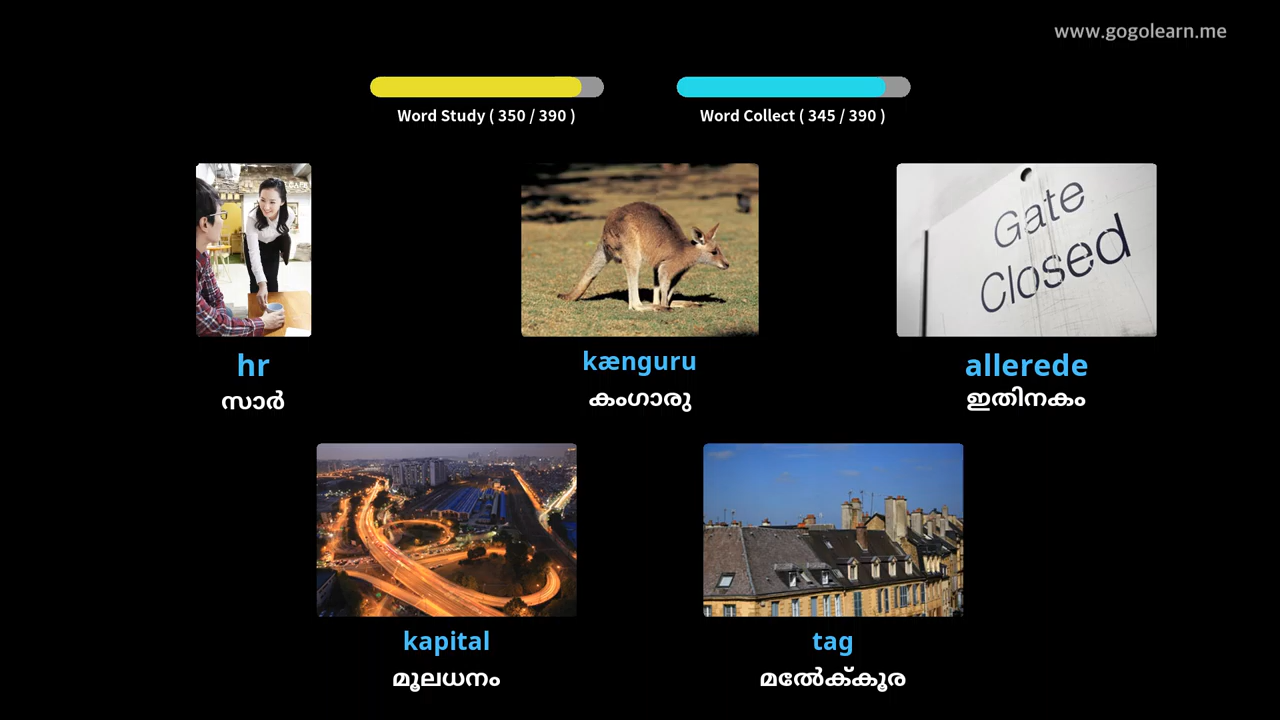 www.gogolearn.me
Word Study ( 350 / 390 )
Word Collect ( 345 / 390 )
Gate
Closed
hr
സാർ
kænguru
കംഗാരു
allerede
ഇതിനകം
kapital
മൂലധനം
tag
മൽേക്കൂര